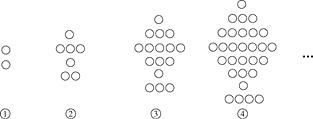 ① ② ③ ④ …